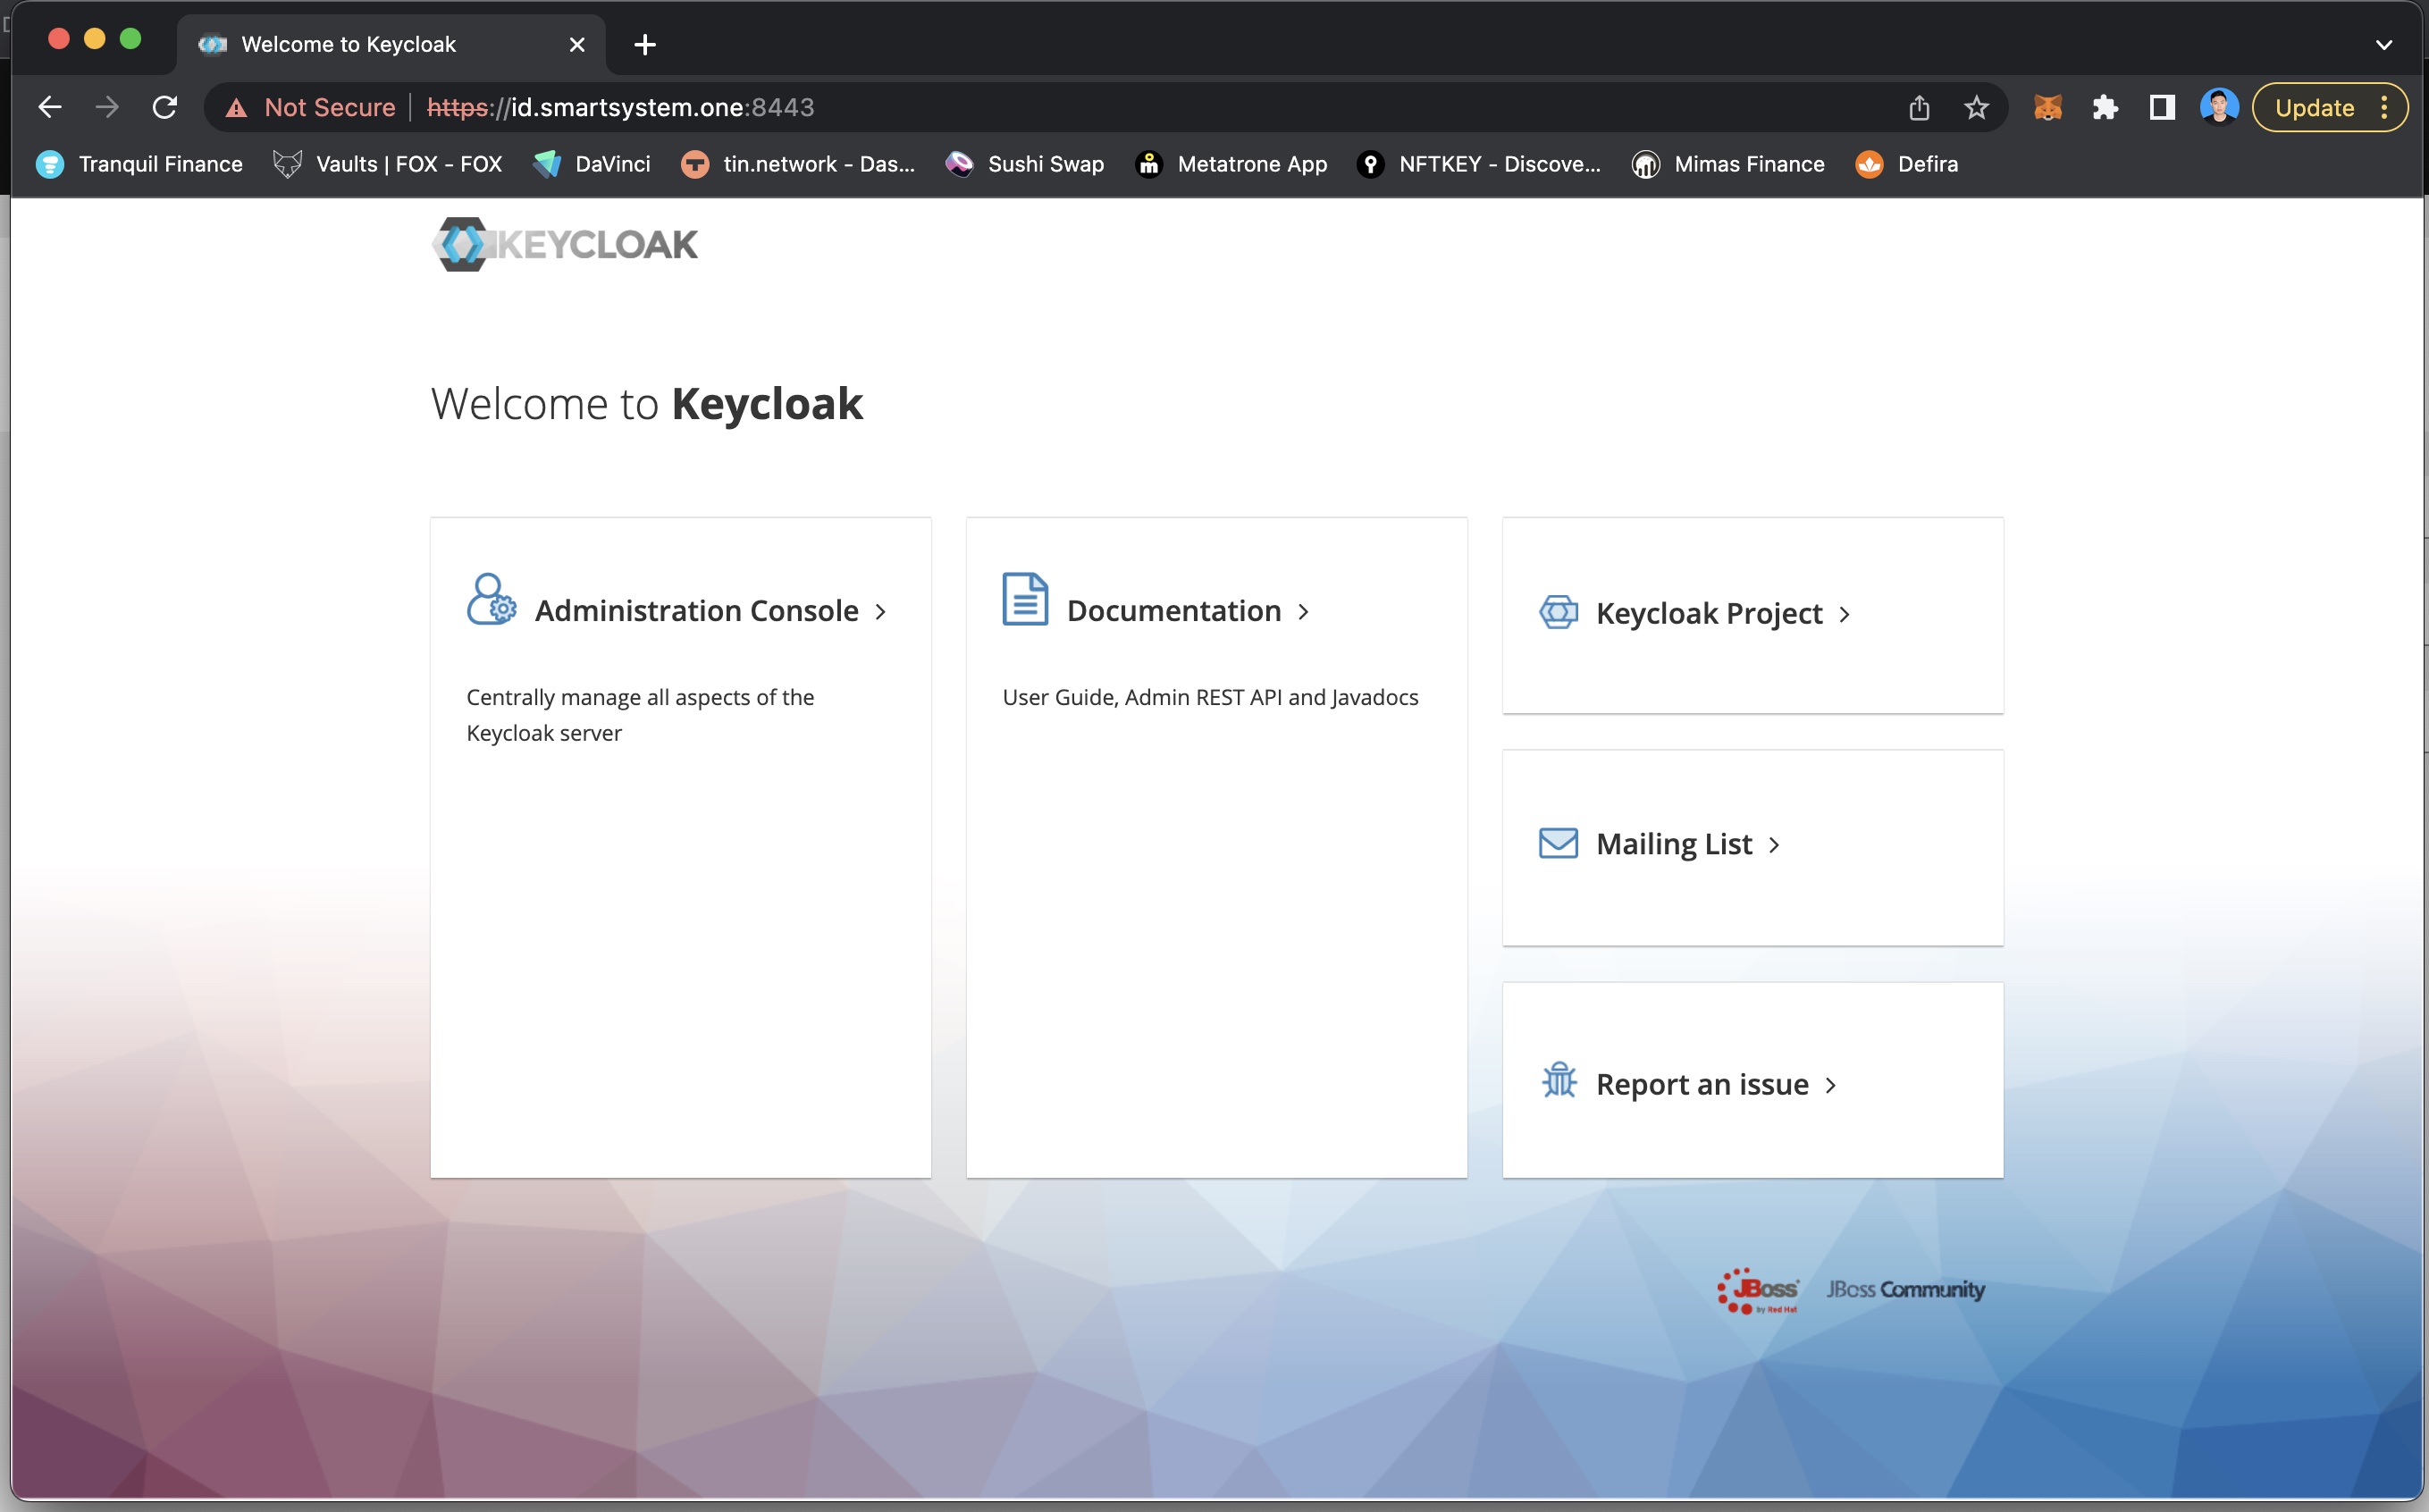 Welcome to Keycloak
Not Secure https://id.smartsystem.one:8443
Update
Tranquil Finance Vaults | FOX - FOX DaVinci tin.network - Das... Sushi Swap Metatrone App NFTKEY - Discove... Mimas Finance Defira
KEYCLOAK
Welcome to Keycloak
Administration Console
Centrally manage all aspects of the
Keycloak server
Documentation
User Guide, Admin REST API and Javadocs
Keycloak Project
Mailing List
Report an issue
JBoss
by Red Hat
JBoss Community